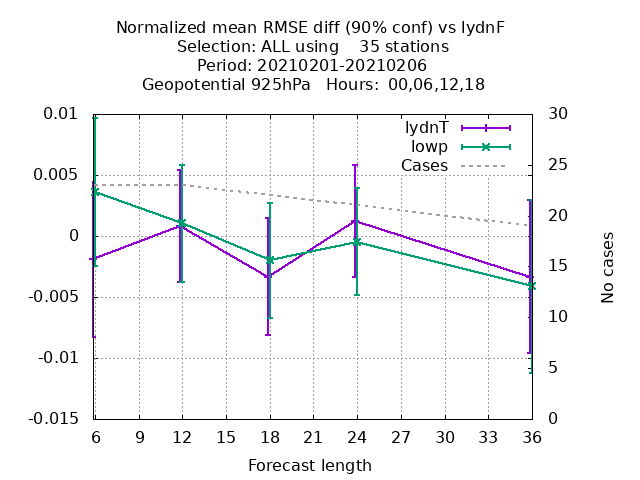 Normalized mean RMSE diff (90% conf) vs lydnF
Selection: ALL using 35 stations
Period: 20210201-20210206
Geopotential 925hPa Hours: 00,06,12,18
0.01
0.005
0
-0.005
-0.01
-0.015
30
25
20
15
10
5
0
lydnT
lowp
Cases
No cases
6 9 12 15 18 21 24 27 30 33 36
Forecast length